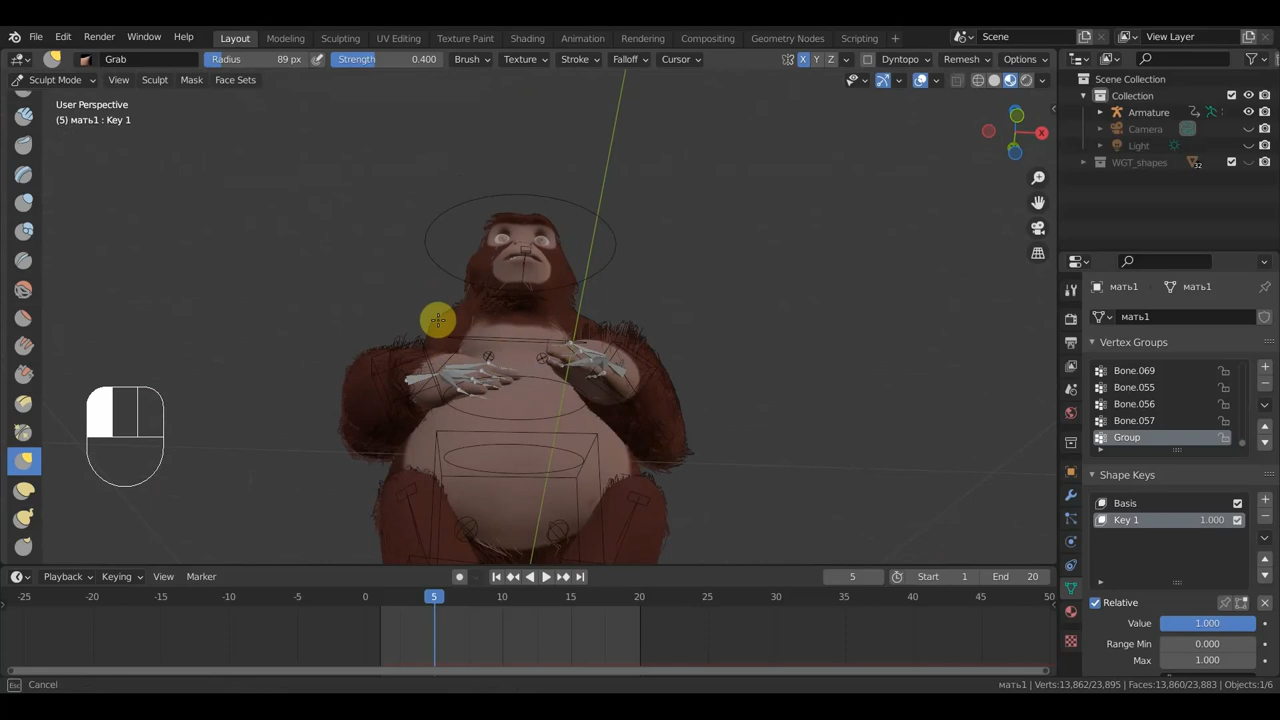 File Edit Render Window Help Layout Modeling Sculpting UV Editing Texture Paint Shading Animation Rendering Compositing Geometry Nodes Scripting + Scene View Layer
Grab Radius 89 px Strength 0.400 Brush Texture Stroke Falloff Cursor X Y Z Dyntopo Remesh Options
Sculpt Mode View Sculpt Mask Face Sets
Scene Collection
Collection
Armature
Camera
Light
WGT_shapes 32
User Perspective
(5) мать1 : Key 1
X
мать1 мать1
мать1
Vertex Groups
Bone.069
Bone.055
Bone.056
Bone.057
Group
Shape Keys
Basis
Key 1 1.000
Relative
Value 1.000
Range Min 0.000
Max 1.000
Playback Keying View Marker 5 Start 1 End 20
-25 -20 -15 -10 -5 0 5 10 15 20 25 30 35 40 45 50
Esc Cancel
мать1 | Verts:13,862/23,895 | Faces:13,860/23,883 | Objects:1/6